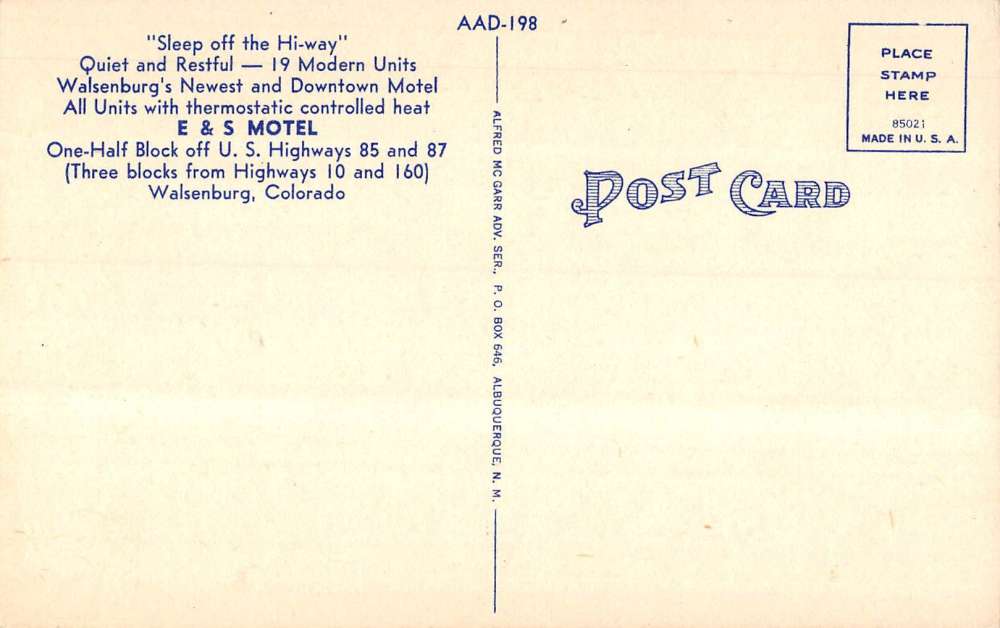 AAD-198
"Sleep off the Hi-way"
Quiet and Restful — 19 Modern Units
Walsenburg's Newest and Downtown Motel
All Units with thermostatic controlled heat
E & S MOTEL
One-Half Block off U. S. Highways 85 and 87
(Three blocks from Highways 10 and 160)
Walsenburg, Colorado
ALFRED MC GARR ADV. SER., P. O. BOX 646, ALBUQUERQUE, N. M.
PLACE
STAMP
HERE
85021
MADE IN U. S. A.
POST CARD